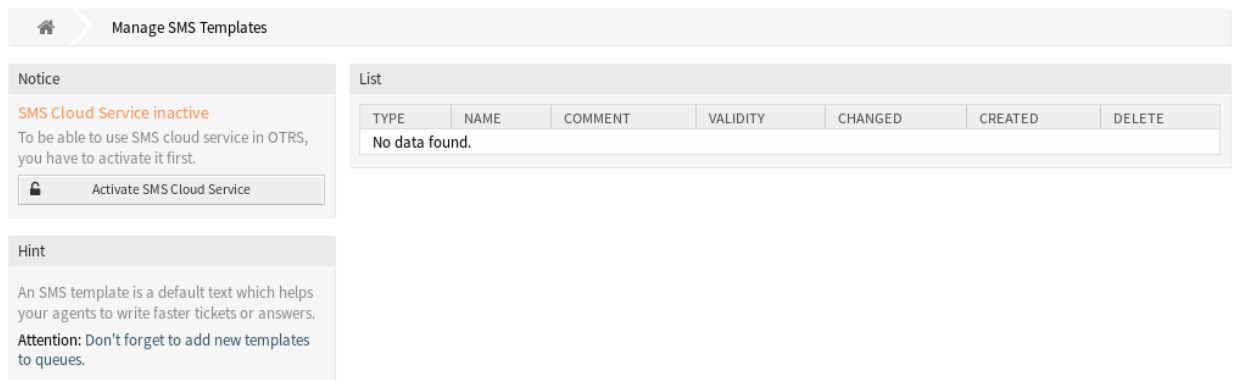 Manage SMS Templates
Notice
SMS Cloud Service inactive
To be able to use SMS cloud service in OTRS,
you have to activate it first.
Activate SMS Cloud Service
Hint
An SMS template is a default text which helps
your agents to write faster tickets or answers.
Attention: Don't forget to add new templates
to queues.
List
TYPE NAME COMMENT VALIDITY CHANGED CREATED DELETE
No data found.